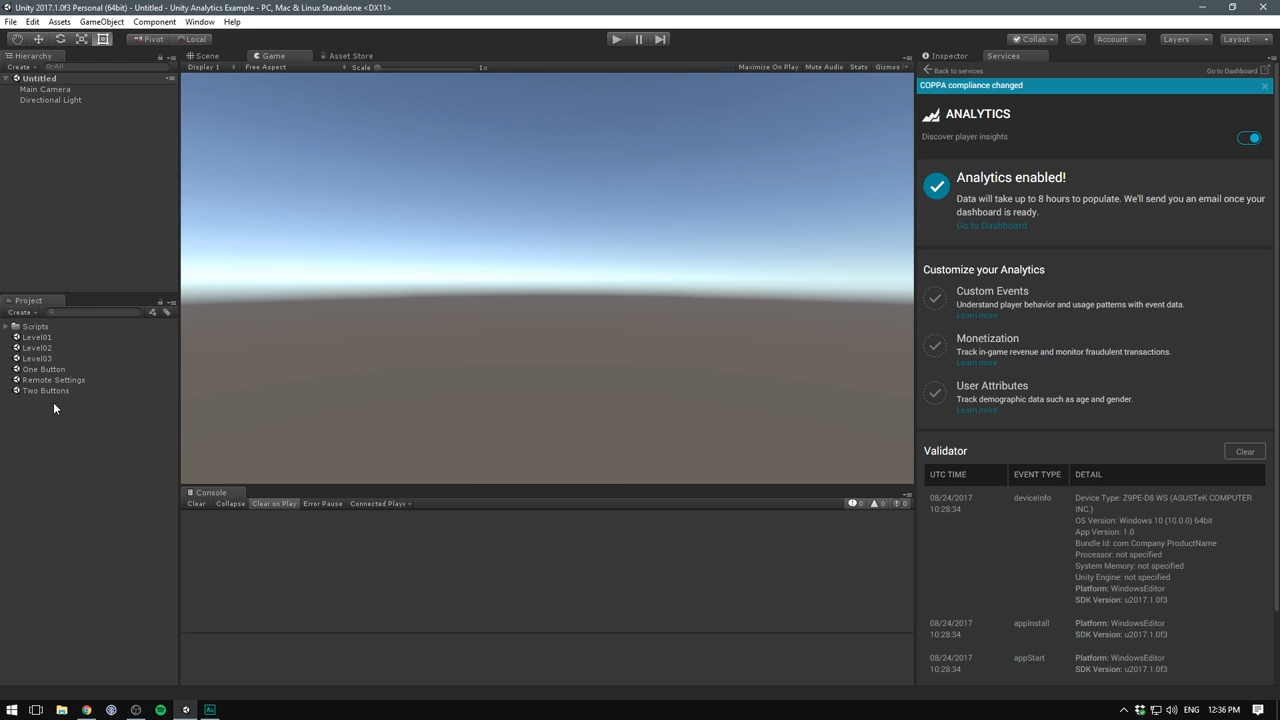 Unity 2017.1.0f3 Personal (64bit) - Untitled - Unity Analytics Example - PC, Mac & Linux Standalone <DX11>
File Edit Assets GameObject Component Window Help
Pivot Local
Collab Account Layers Layout
Hierarchy
Create All
Untitled
Main Camera
Directional Light
Project
Create
Scripts
Level01
Level02
Level03
One Button
Remote Settings
Two Buttons
Scene Game Asset Store
Display 1 Free Aspect Scale 1x Maximize On Play Mute Audio Stats Gizmos
Console
Clear Collapse Clear on Play Error Pause Connected Player 0 0 0
Inspector Services
Back to services Go to Dashboard
COPPA compliance changed
ANALYTICS
Discover player insights
Analytics enabled!
Data will take up to 8 hours to populate. We'll send you an email once your
dashboard is ready.
Go to Dashboard
Customize your Analytics
Custom Events
Understand player behavior and usage patterns with event data.
Learn more
Monetization
Track in-game revenue and monitor fraudulent transactions.
Learn more
User Attributes
Track demographic data such as age and gender.
Learn more
Validator Clear
UTC TIME EVENT TYPE DETAIL
08/24/2017 deviceInfo Device Type: Z9PE-D8 WS (ASUSTeK COMPUTER
10:28:34 INC.)
OS Version: Windows 10 (10.0.0) 64bit
App Version: 1.0
Bundle Id: com.Company.ProductName
Processor: not specified
System Memory: not specified
Unity Engine: not specified
Platform: WindowsEditor
SDK Version: u2017.1.0f3
08/24/2017 appInstall Platform: WindowsEditor
10:28:34 SDK Version: u2017.1.0f3
08/24/2017 appStart Platform: WindowsEditor
10:28:34 SDK Version: u2017.1.0f3
Au 12:36 PM